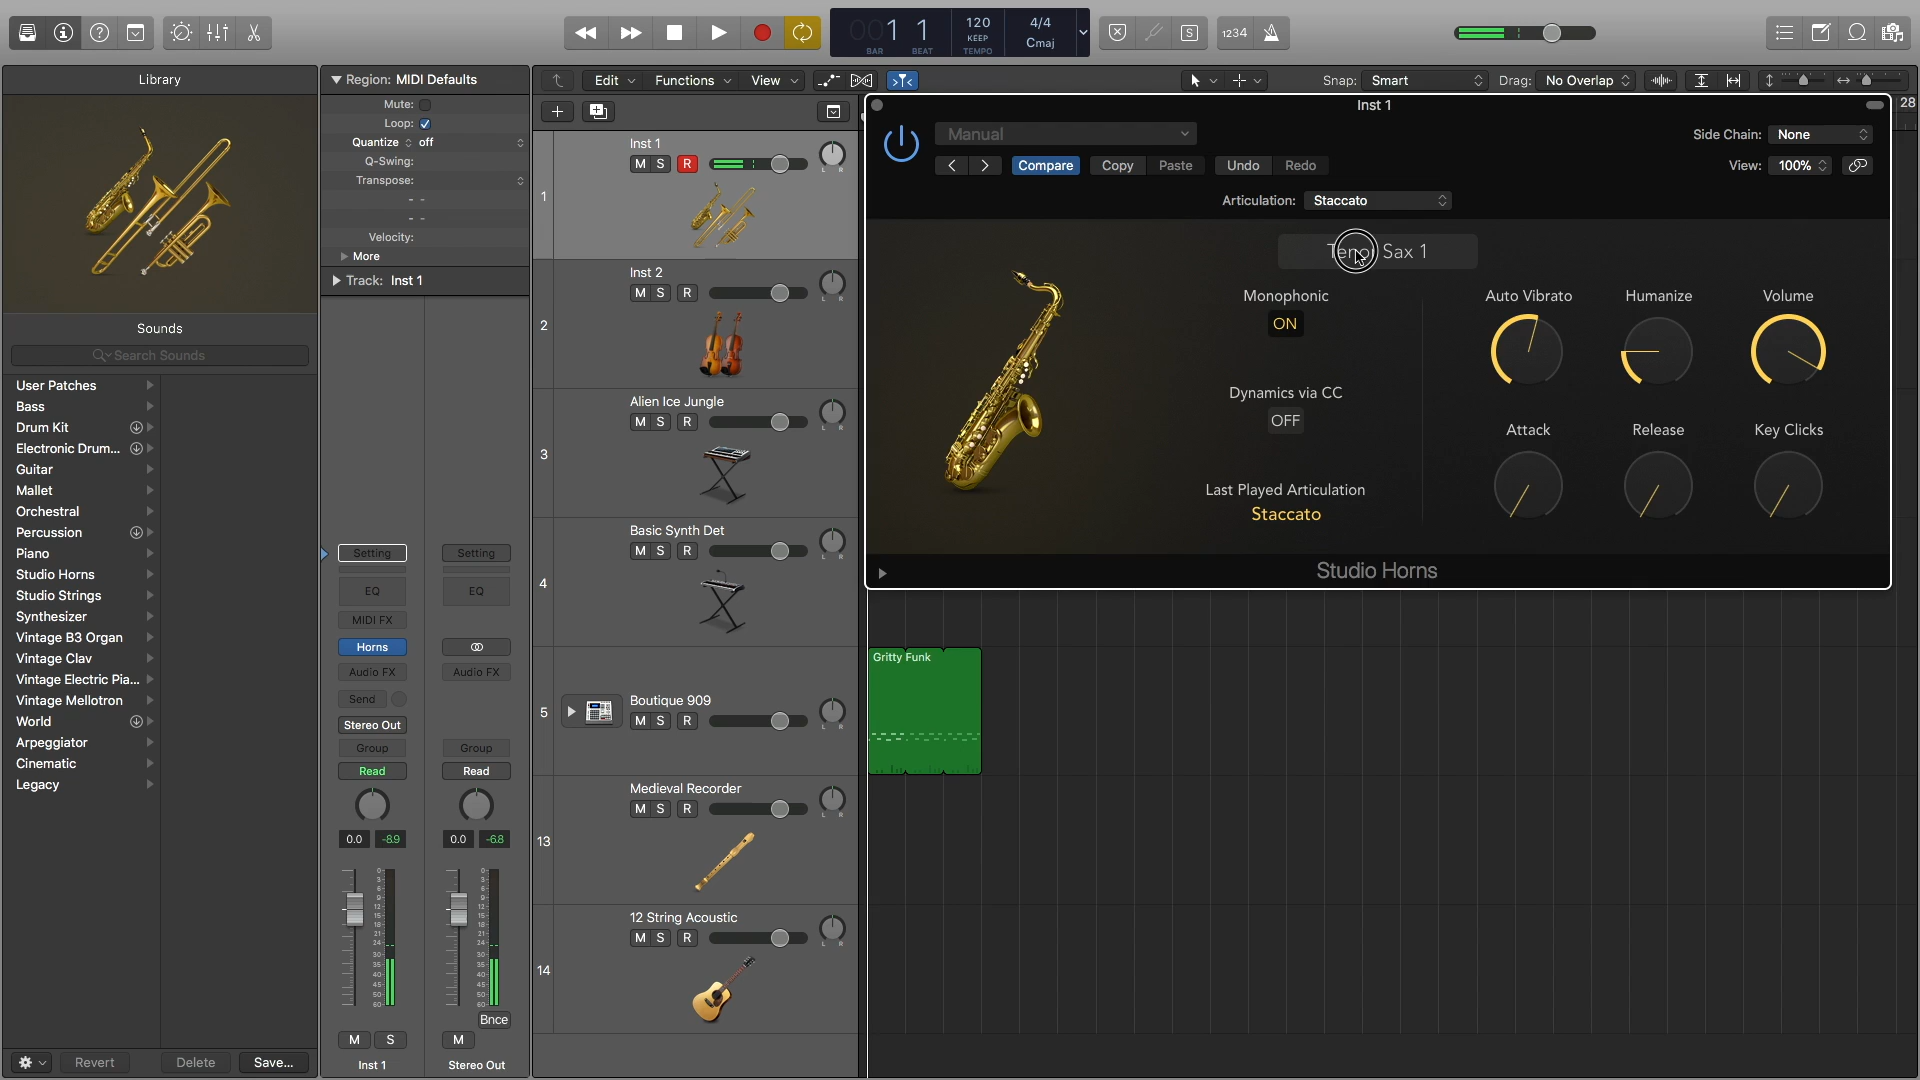 001 1
BAR BEAT
120
KEEP
TEMPO
4/4
Cmaj
S
1234
Library
Sounds
Search Sounds
User Patches
Bass
Drum Kit
Electronic Drum...
Guitar
Mallet
Orchestral
Percussion
Piano
Studio Horns
Studio Strings
Synthesizer
Vintage B3 Organ
Vintage Clav
Vintage Electric Pia...
Vintage Mellotron
World
Arpeggiator
Cinematic
Legacy
Revert Delete Save...
Region: MIDI Defaults
Mute:
Loop:
Quantize off
Q-Swing:
Transpose:
- -
- -
Velocity:
More
Track: Inst 1
Setting Setting
EQ EQ
MIDI FX
Horns
Audio FX Audio FX
Send
Stereo Out
Group Group
Read Read
0.0 -8.9 0.0 -6.8
Bnce
M S M
Inst 1 Stereo Out
Edit Functions View
Snap: Smart Drag: No Overlap
28
1
Inst 1
M S R
L R
2
Inst 2
M S R
L R
3
Alien Ice Jungle
M S R
L R
4
Basic Synth Det
M S R
L R
5
Boutique 909
M S R
L R
13
Medieval Recorder
M S R
L R
14
12 String Acoustic
M S R
L R
Inst 1
Manual
Side Chain: None
Compare Copy Paste Undo Redo
View: 100%
Articulation: Staccato
Tenor Sax 1
Monophonic
ON
Dynamics via CC
OFF
Last Played Articulation
Staccato
Auto Vibrato Humanize Volume
Attack Release Key Clicks
Studio Horns
Gritty Funk